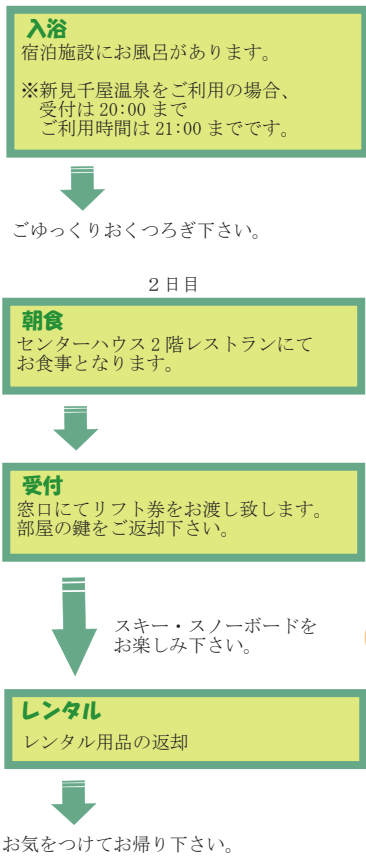 入浴
宿泊施設にお風呂があります。
※新見千屋温泉をご利用の場合、
受付は 20:00 まで
ご利用時間は 21:00 までです。
ごゆっくりおくつろぎ下さい。
２日目
朝食
センターハウス２階レストランにて
お食事となります。
受付
窓口にてリフト券をお渡し致します。
部屋の鍵をご返却下さい。
スキー・スノーボードを
お楽しみ下さい。
レンタル
レンタル用品の返却
お気をつけてお帰り下さい。